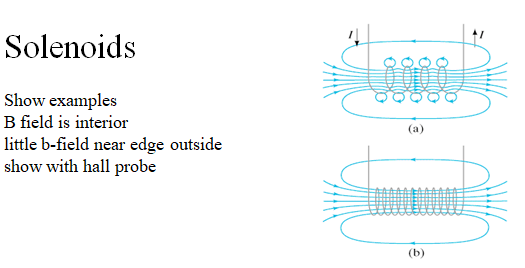 Solenoids
Show examples
B field is interior
little b-field near edge outside
show with hall probe
I
I
(a)
(b)